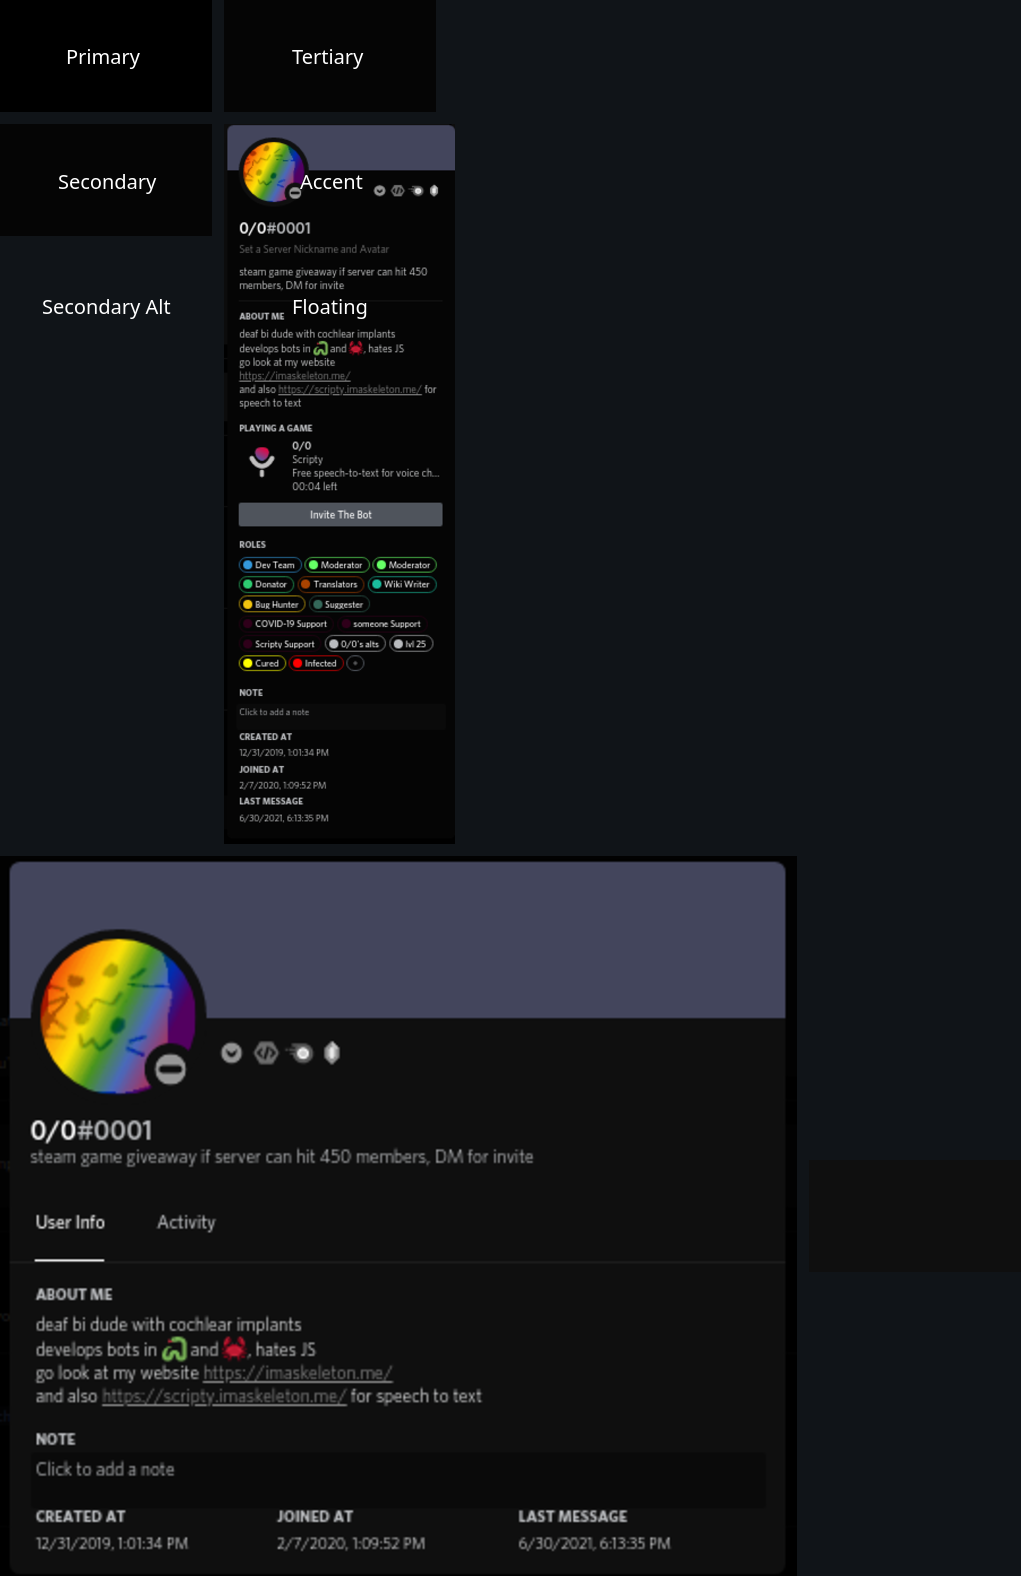 Primary
Tertiary
Secondary
Accent
0/0#0001
Set a Server Nickname and Avatar
steam game giveaway if server can hit 450
members, DM for invite
Secondary Alt
Floating
ABOUT ME
deaf bi dude with cochlear implants
develops bots in 🐍 and 🦀, hates JS
go look at my website
https://imaskeleton.me/
and also https://scripty.imaskeleton.me/ for
speech to text
PLAYING A GAME
0/0
Scripty
Free speech-to-text for voice ch...
00:04 left
Invite The Bot
ROLES
Dev Team Moderator Moderator
Donator Translators Wiki Writer
Bug Hunter Suggester
COVID-19 Support someone Support
Scripty Support 0/0's alts lvl 25
Cured Infected +
NOTE
Click to add a note
CREATED AT
12/31/2019, 1:01:34 PM
JOINED AT
2/7/2020, 1:09:52 PM
LAST MESSAGE
6/30/2021, 6:13:35 PM
0/0#0001
steam game giveaway if server can hit 450 members, DM for invite
User Info Activity
ABOUT ME
deaf bi dude with cochlear implants
develops bots in 🐍 and 🦀, hates JS
go look at my website https://imaskeleton.me/
and also https://scripty.imaskeleton.me/ for speech to text
NOTE
Click to add a note
CREATED AT JOINED AT LAST MESSAGE
12/31/2019, 1:01:34 PM 2/7/2020, 1:09:52 PM 6/30/2021, 6:13:35 PM